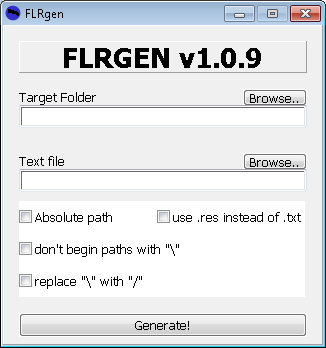 FLRgen
FLRGEN v1.0.9
Target Folder Browse..
Text file Browse..
Absolute path use .res instead of .txt
don't begin paths with "\"
replace "\" with "/"
Generate!